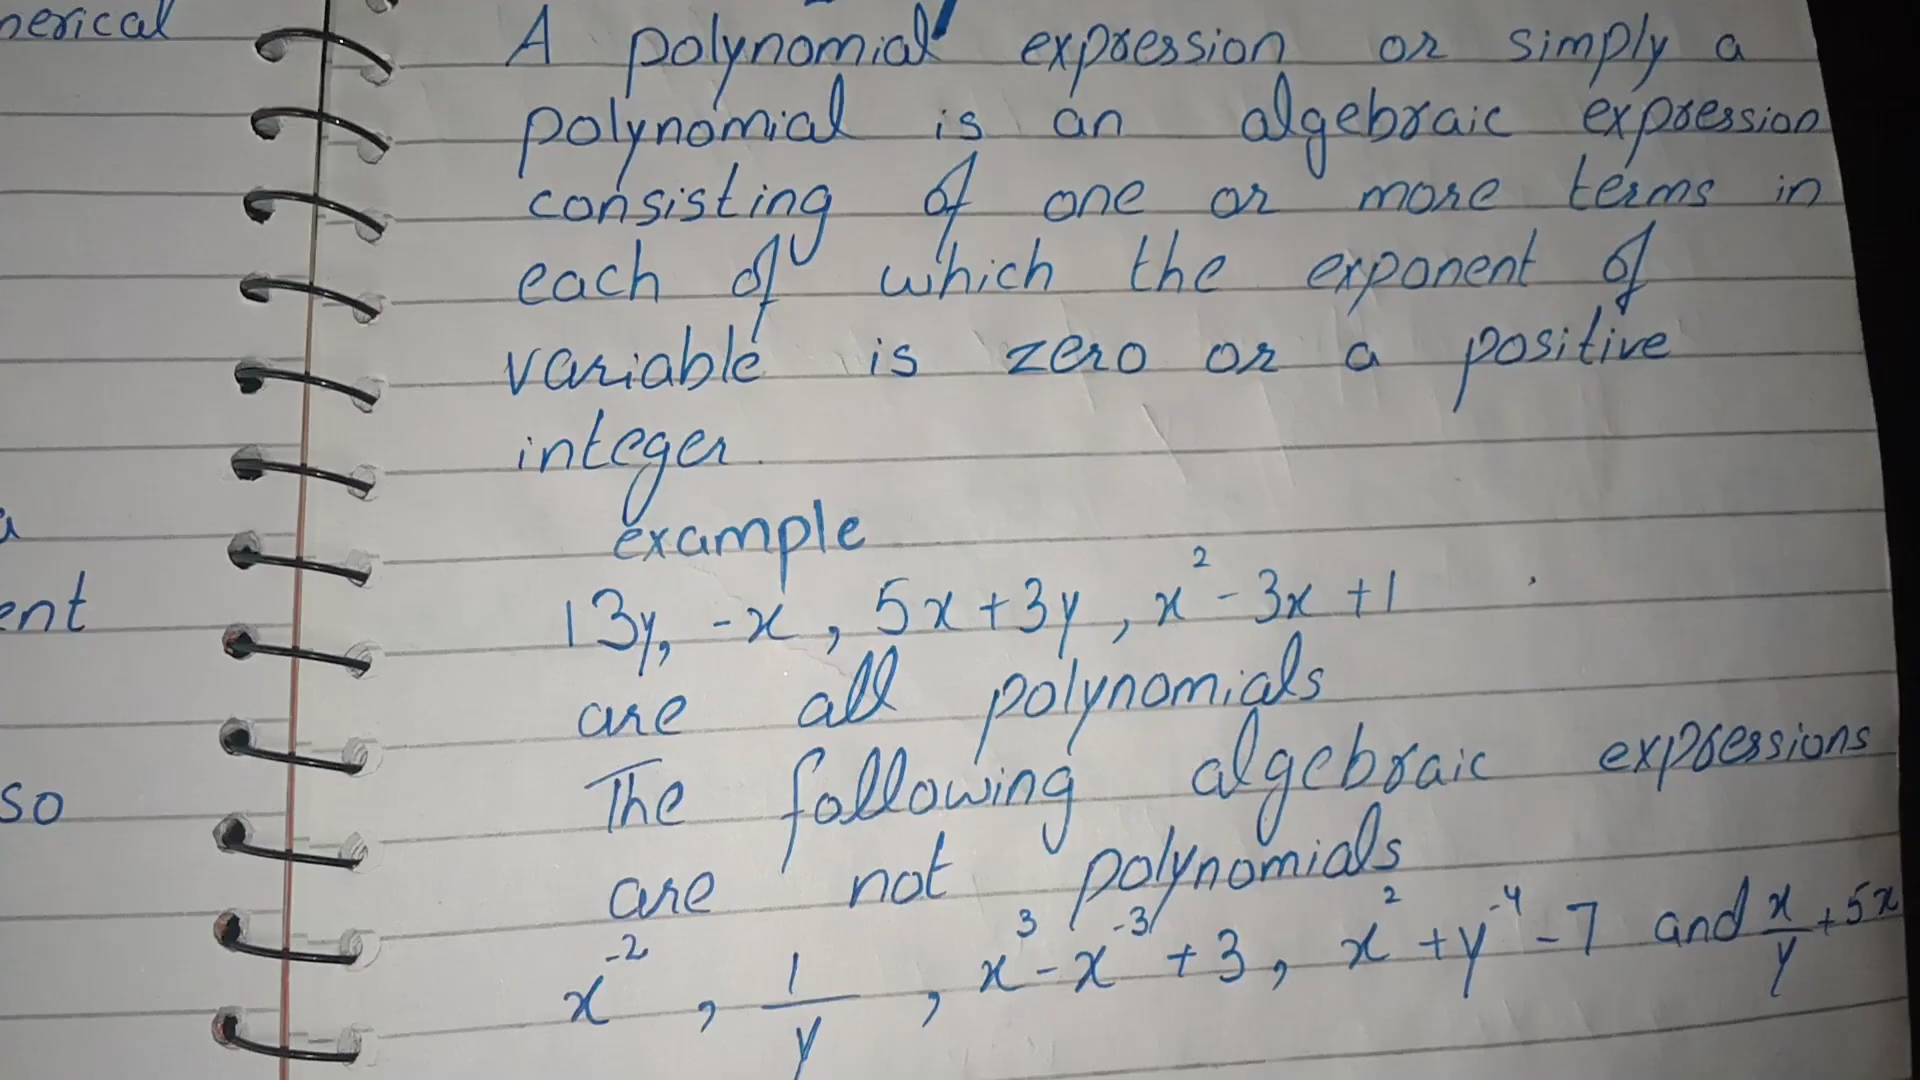 nerical
a
ent
so
A polynomial expression or simply a
polynomial is an algebraic expression
consisting of one or more terms in
each of which the exponent of
variable is zero or a positive
integer.
example
13y, -x, 5x+3y, x² - 3x +1
are all polynomials
The following algebraic expressions
are not polynomials
x⁻², 1/y, x³-x⁻³+3, x²+y⁻⁴-7 and x/y+5x